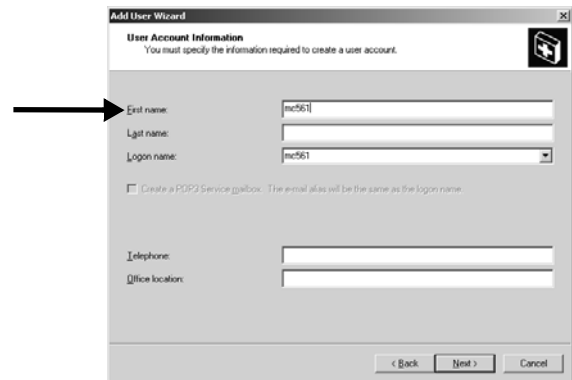 Add User Wizard
User Account Information
You must specify the information required to create a user account.
First name: mc561
Last name:
Logon name: mc561
Create a POP3 Service mailbox. The e-mail alias will be the same as the logon name.
Telephone:
Office location:
< Back Next > Cancel